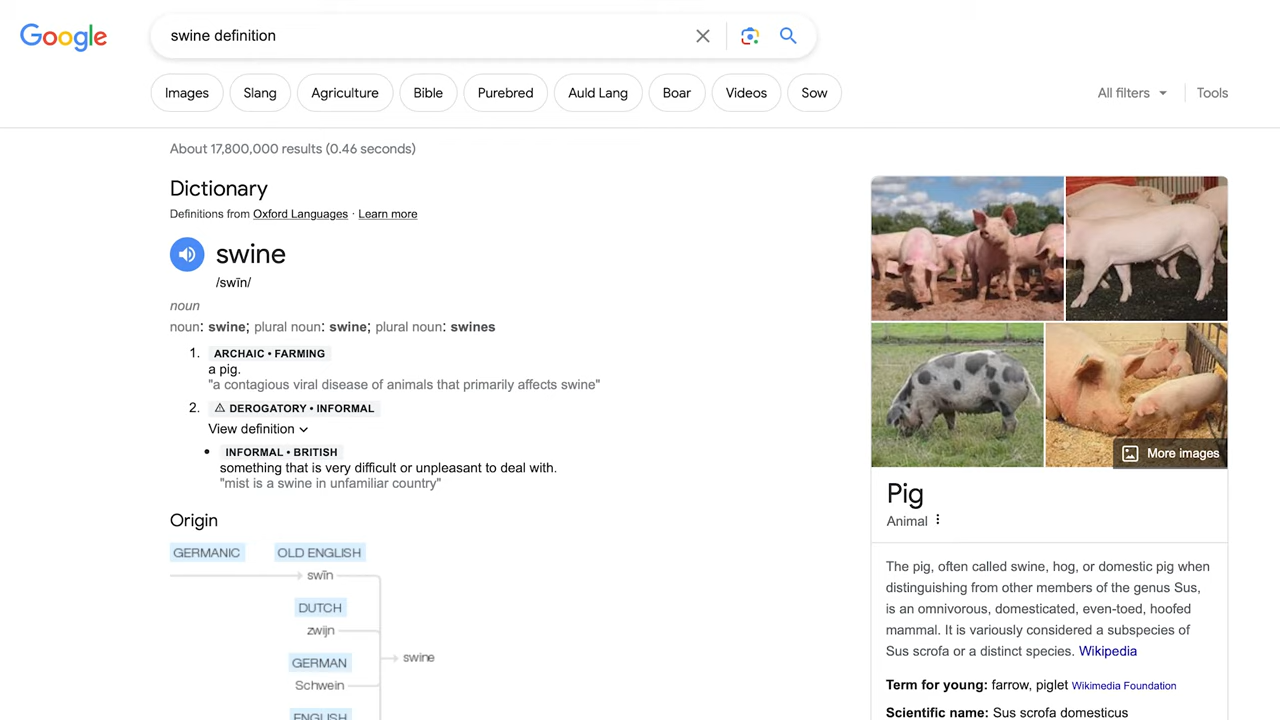 Google
swine definition
Images
Slang
Agriculture
Bible
Purebred
Auld Lang
Boar
Videos
Sow
All filters
Tools
About 17,800,000 results (0.46 seconds)
Dictionary
Definitions from Oxford Languages · Learn more
swine
/swīn/
noun
noun: swine; plural noun: swine; plural noun: swines
1. ARCHAIC • FARMING
a pig.
"a contagious viral disease of animals that primarily affects swine"
2. ⚠ DEROGATORY • INFORMAL
View definition
• INFORMAL • BRITISH
something that is very difficult or unpleasant to deal with.
"mist is a swine in unfamiliar country"
Origin
GERMANIC
OLD ENGLISH
swīn
DUTCH
zwijn
swine
GERMAN
Schwein
ENGLISH
More images
Pig
Animal
The pig, often called swine, hog, or domestic pig when
distinguishing from other members of the genus Sus,
is an omnivorous, domesticated, even-toed, hoofed
mammal. It is variously considered a subspecies of
Sus scrofa or a distinct species. Wikipedia
Term for young: farrow, piglet Wikimedia Foundation
Scientific name: Sus scrofa domesticus